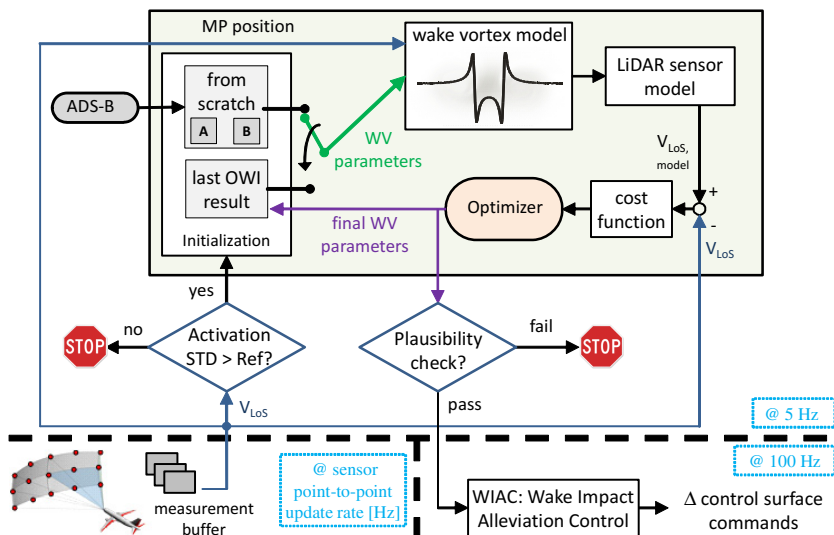 MP position
wake vortex model
LiDAR sensor
model
from
scratch
A
B
ADS-B
WV
parameters
V_LoS,
model
last OWI
result
Optimizer
cost
function
+
-
V_LoS
final WV
parameters
Initialization
yes
no
STOP
Activation
STD > Ref?
Plausibility
check?
fail
STOP
pass
V_LoS
@ 5 Hz
@ 100 Hz
@ sensor
point-to-point
update rate [Hz]
measurement
buffer
WIAC: Wake Impact
Alleviation Control
Δ control surface
commands